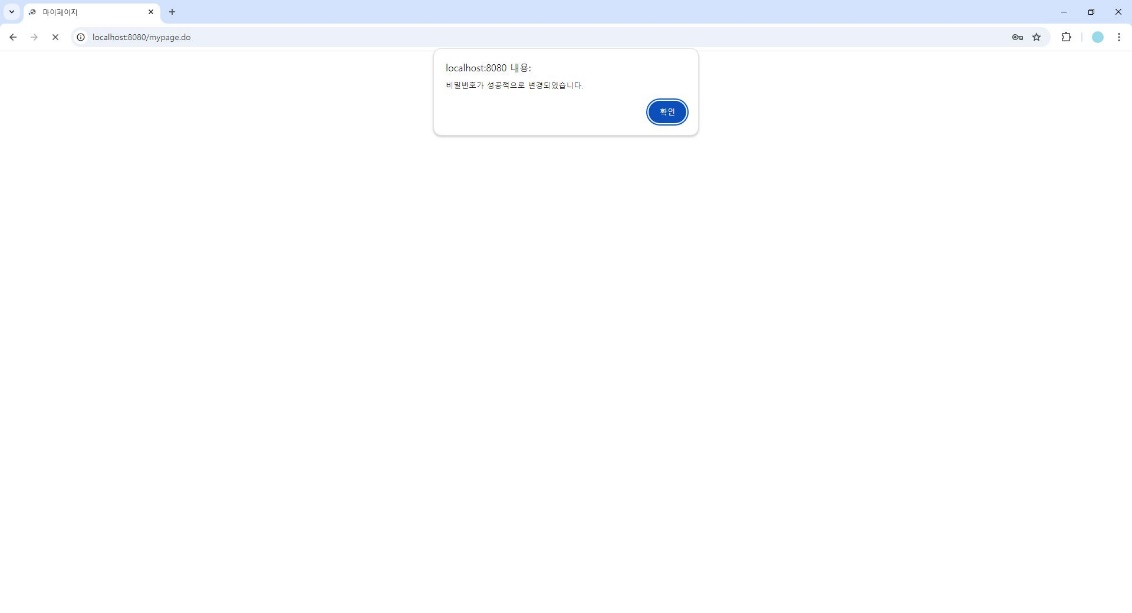 마이페이지
localhost:8080/mypage.do
localhost:8080 내용:
비밀번호가 성공적으로 변경되었습니다.
확인